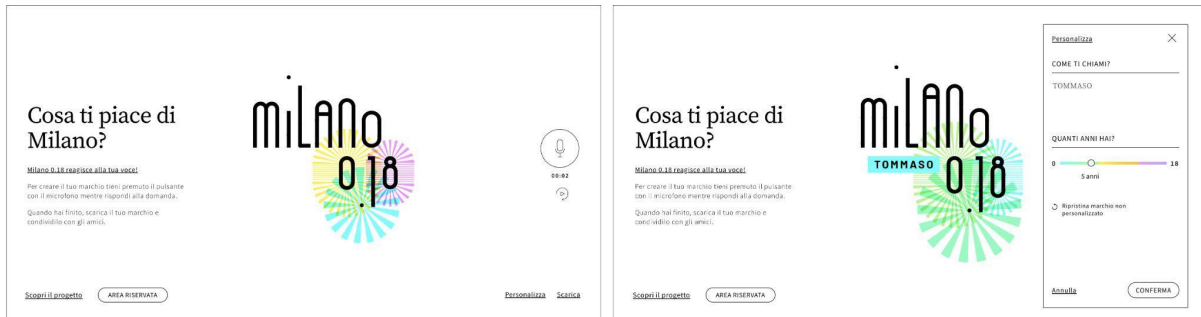 miLANo
0.18
Cosa ti piace di
Milano?
Milano 0.18 reagisce alla tua voce!
Per creare il tuo marchio tieni premuto il pulsante
con il microfono mentre rispondi alla domanda.
Quando hai finito, scarica il tuo marchio e
condividilo con gli amici.
00:02
Scopri il progetto
AREA RISERVATA
Personalizza
Scarica
miLANo
TOMMASO
0.18
Cosa ti piace di
Milano?
Milano 0.18 reagisce alla tua voce!
Per creare il tuo marchio tieni premuto il pulsante
con il microfono mentre rispondi alla domanda.
Quando hai finito, scarica il tuo marchio e
condividilo con gli amici.
Scopri il progetto
AREA RISERVATA
Personalizza
COME TI CHIAMI?
TOMMASO
QUANTI ANNI HAI?
0
18
5 anni
Ripristina marchio non
personalizzato
Annulla
CONFERMA